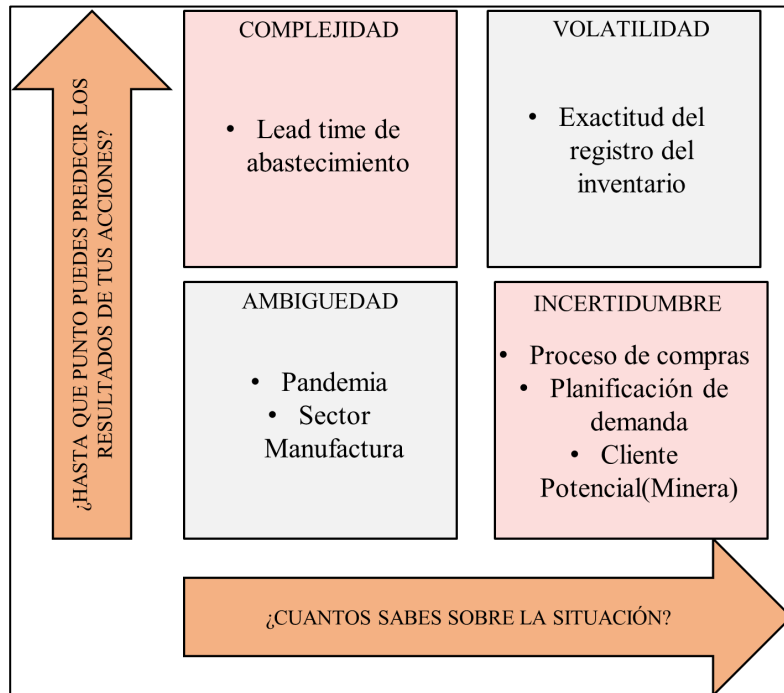 ¿HASTA QUE PUNTO PUEDES PREDECIR LOS
RESULTADOS DE TUS ACCIONES?
COMPLEJIDAD
• Lead time de
abastecimiento
VOLATILIDAD
• Exactitud del
registro del
inventario
AMBIGUEDAD
• Pandemia
• Sector
Manufactura
INCERTIDUMBRE
• Proceso de compras
• Planificación de
demanda
• Cliente
Potencial(Minera)
¿CUANTOS SABES SOBRE LA SITUACIÓN?